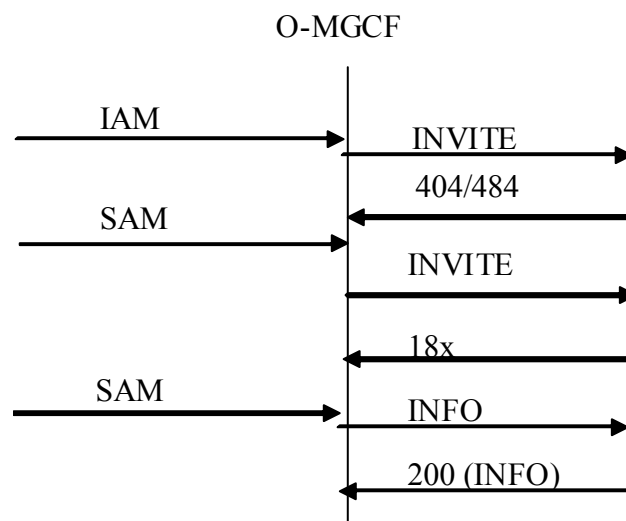 O-MGCF
IAM
INVITE
404/484
SAM
INVITE
18x
SAM
INFO
200 (INFO)